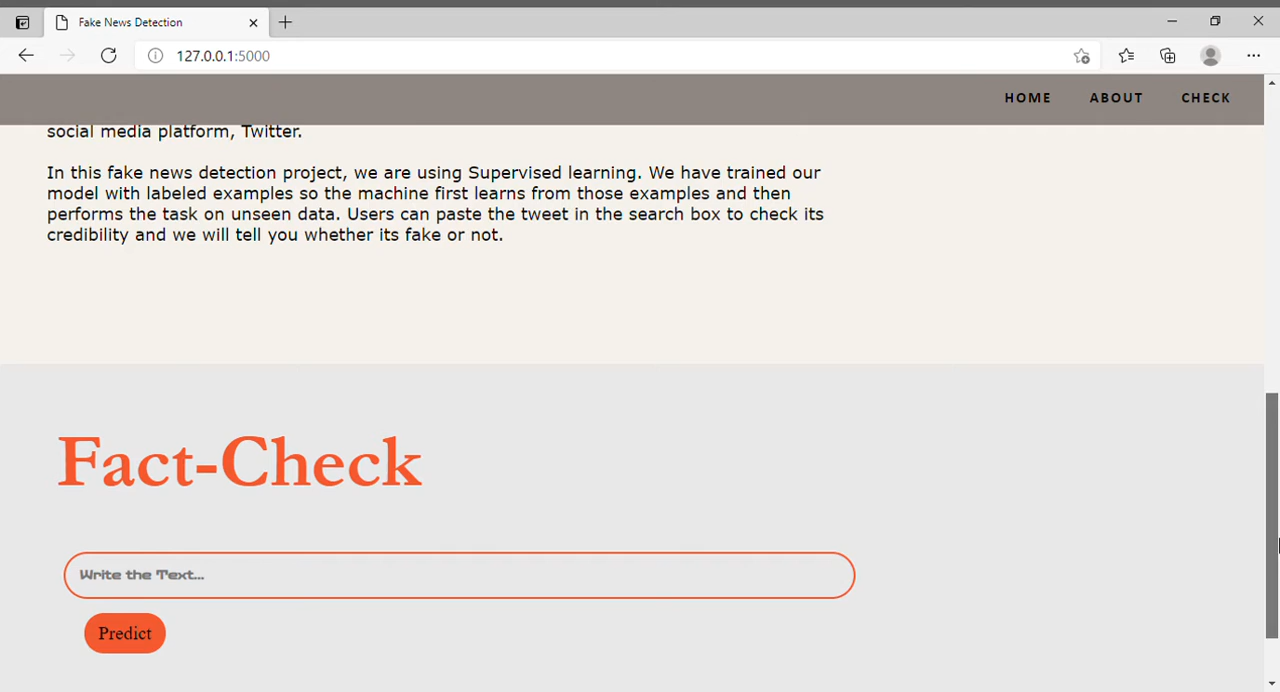 Fake News Detection
127.0.0.1:5000
HOME ABOUT CHECK
social media platform, Twitter.
In this fake news detection project, we are using Supervised learning. We have trained our
model with labeled examples so the machine first learns from those examples and then
performs the task on unseen data. Users can paste the tweet in the search box to check its
credibility and we will tell you whether its fake or not.
Fact-Check
Write the Text...
Predict